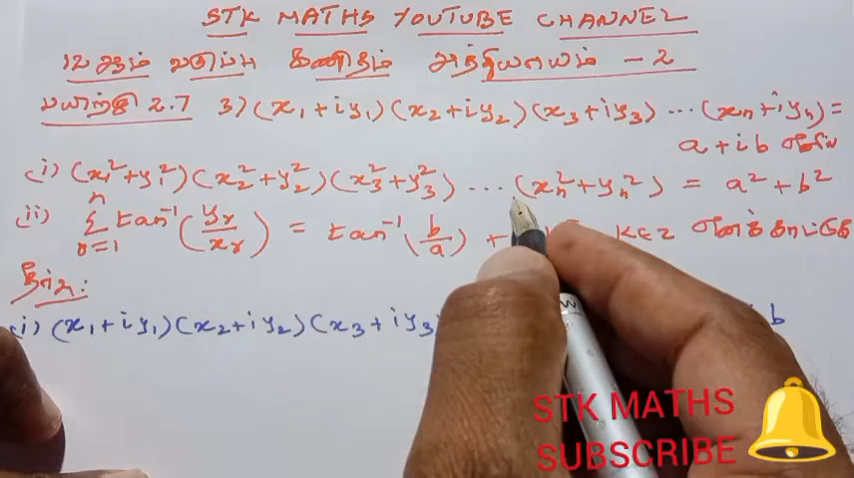 STK MATHS YOUTUBE CHANNEL
12 ஆதம் வகுப்பு கணிதம் அத்தியாயம் - 2
பயிற்சி 2.7 3) (x₁+iy₁)(x₂+iy₂)(x₃+iy₃) ... (xₙ+iyₙ) =
a+ib எனில்
(i) (x₁²+y₁²)(x₂²+y₂²)(x₃²+y₃²) ... (xₙ²+yₙ²) = a²+b²
(ii) n Σ r=1 tan⁻¹(yᵣ/xᵣ) = tan⁻¹(b/a) + K∈Z எனக்
தீர்வு:
(i) (x₁+iy₁)(x₂+iy₂)(x₃+iy₃) b
STK MATHS
SUBSCRIBE